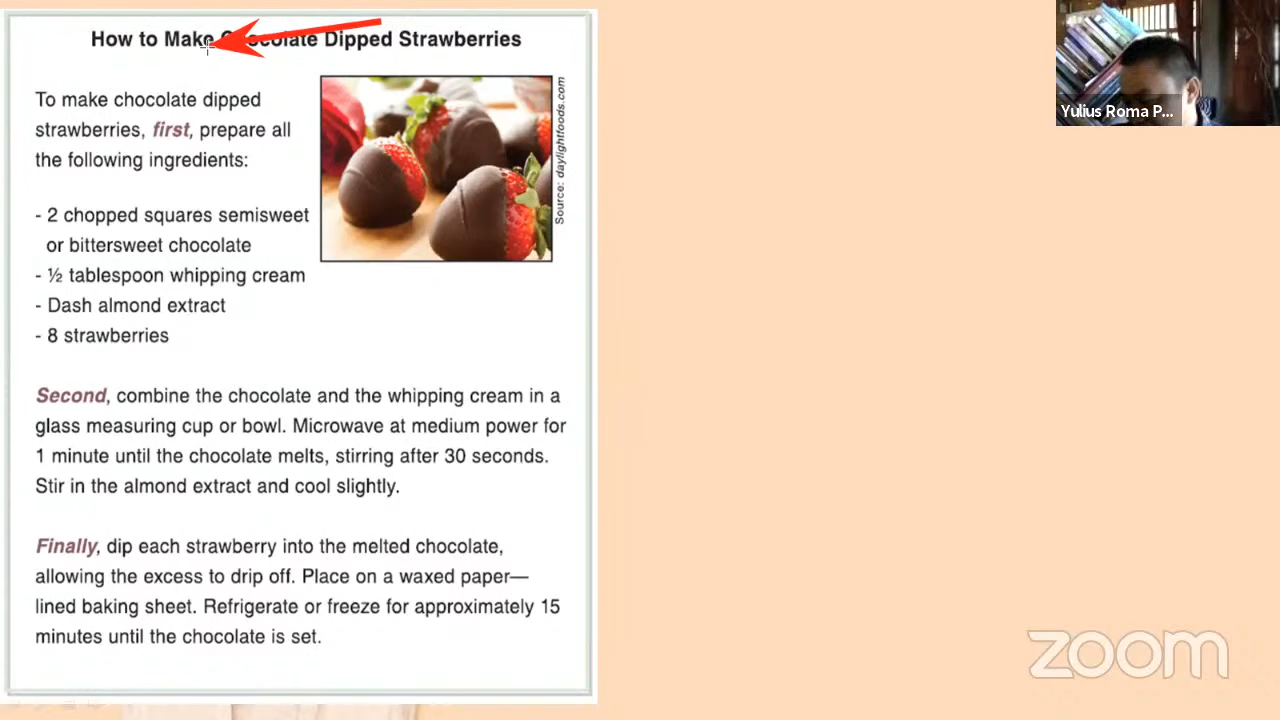 How to Make Chocolate Dipped Strawberries
To make chocolate dipped
strawberries, first, prepare all
the following ingredients:
- 2 chopped squares semisweet
or bittersweet chocolate
- ½ tablespoon whipping cream
- Dash almond extract
- 8 strawberries
Source: daylightfoods.com
Second, combine the chocolate and the whipping cream in a
glass measuring cup or bowl. Microwave at medium power for
1 minute until the chocolate melts, stirring after 30 seconds.
Stir in the almond extract and cool slightly.
Finally, dip each strawberry into the melted chocolate,
allowing the excess to drip off. Place on a waxed paper—
lined baking sheet. Refrigerate or freeze for approximately 15
minutes until the chocolate is set.
Yulius Roma P...
zoom